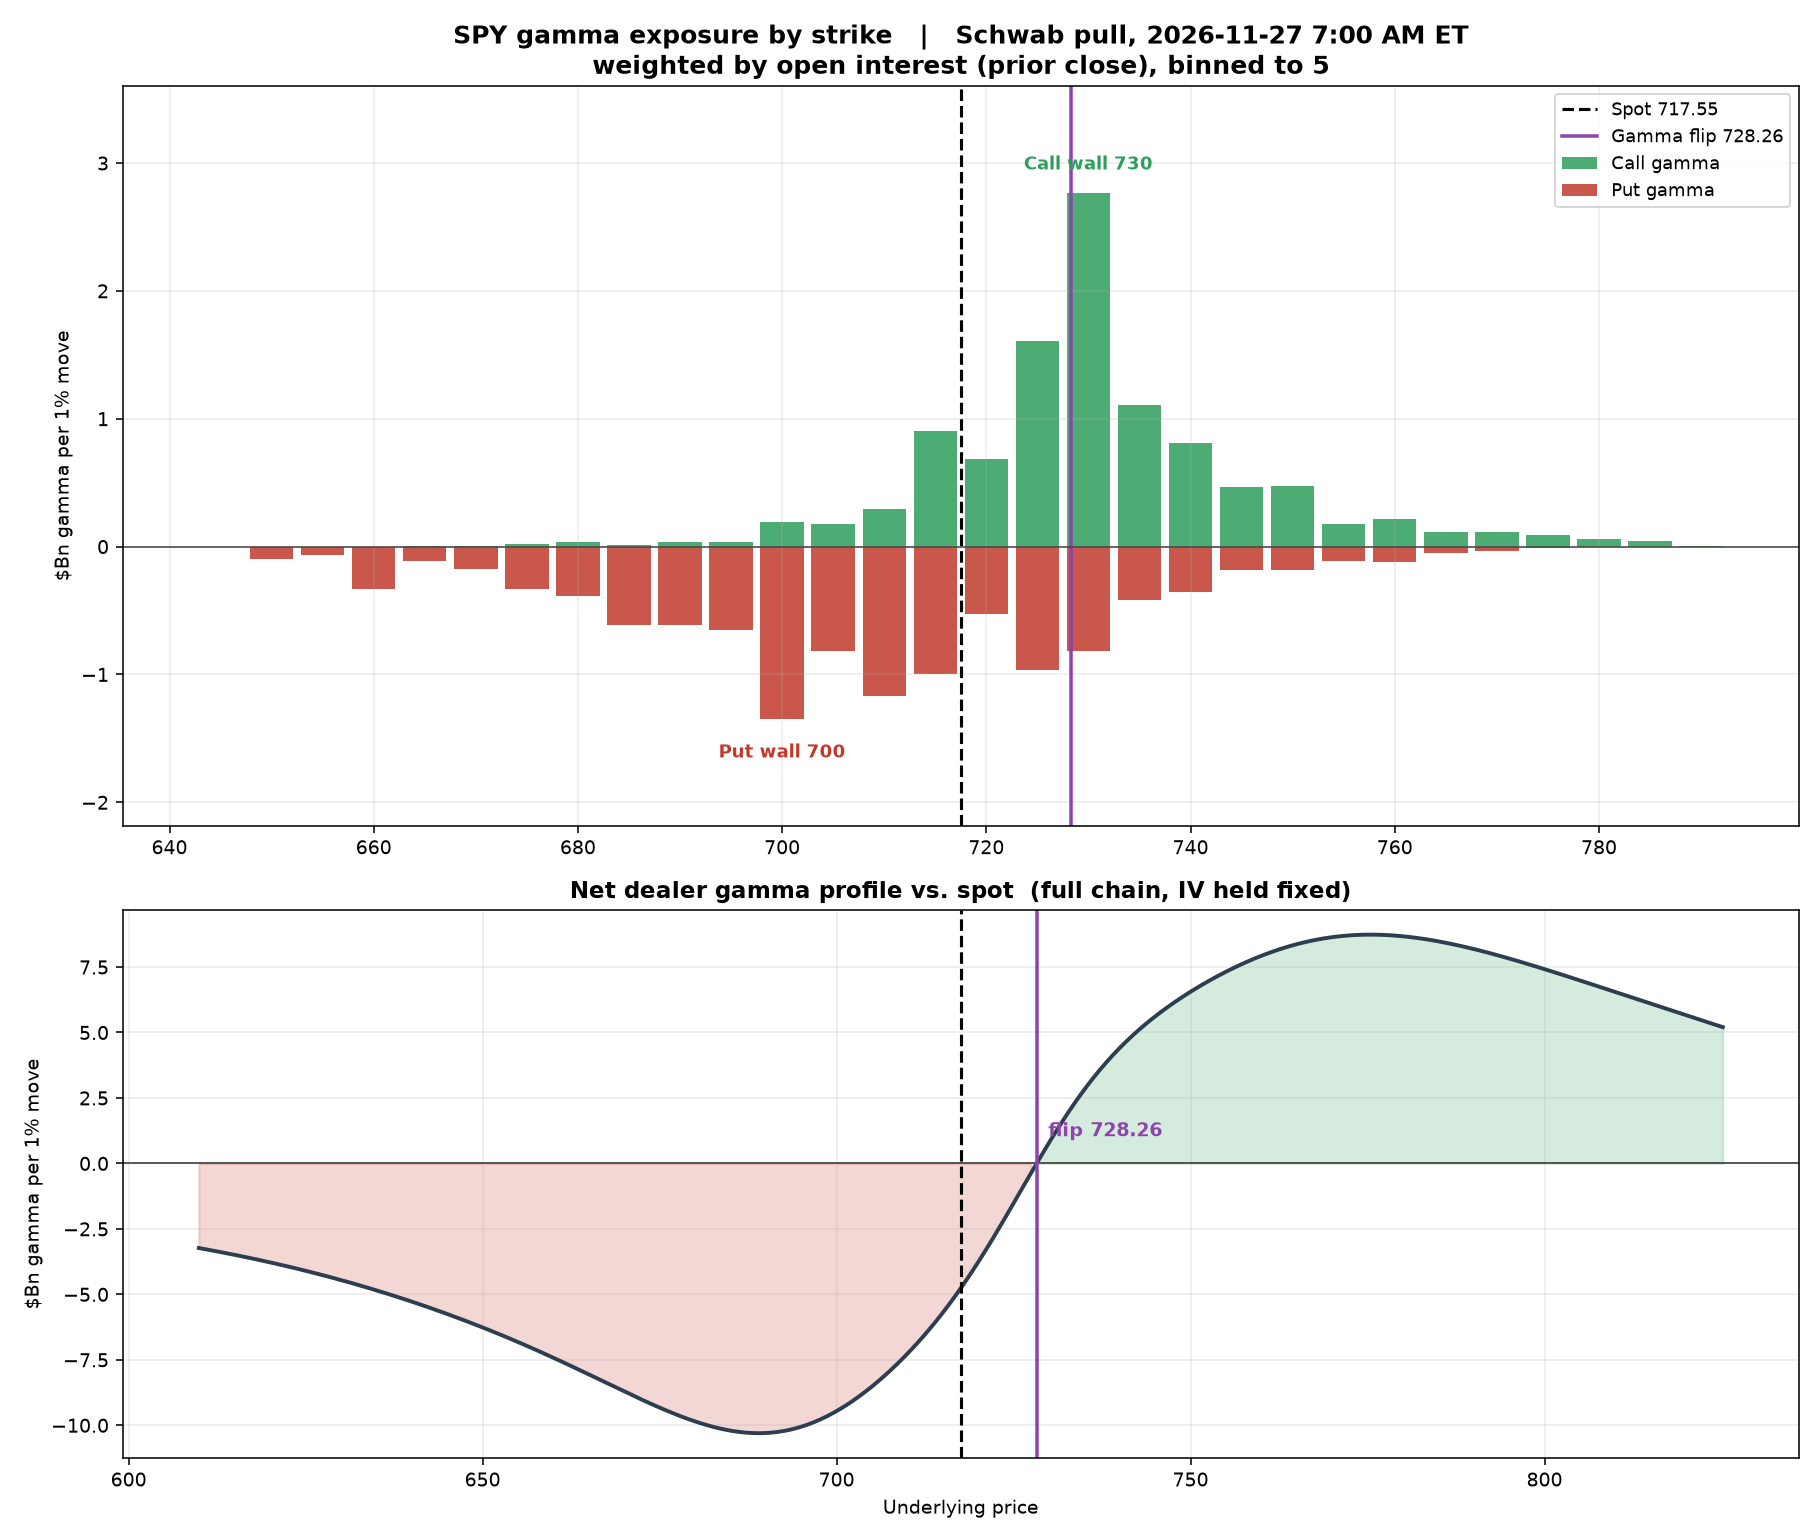 SPY gamma exposure by strike | Schwab pull, 2026-11-27 7:00 AM ET
weighted by open interest (prior close), binned to 5
Spot 717.55
Gamma flip 728.26
Call gamma
Put gamma
Call wall 730
Put wall 700
$Bn gamma per 1% move
3
2
1
0
−1
−2
640 660 680 700 720 740 760 780
Net dealer gamma profile vs. spot (full chain, IV held fixed)
flip 728.26
$Bn gamma per 1% move
7.5
5.0
2.5
0.0
−2.5
−5.0
−7.5
−10.0
600 650 700 750 800
Underlying price